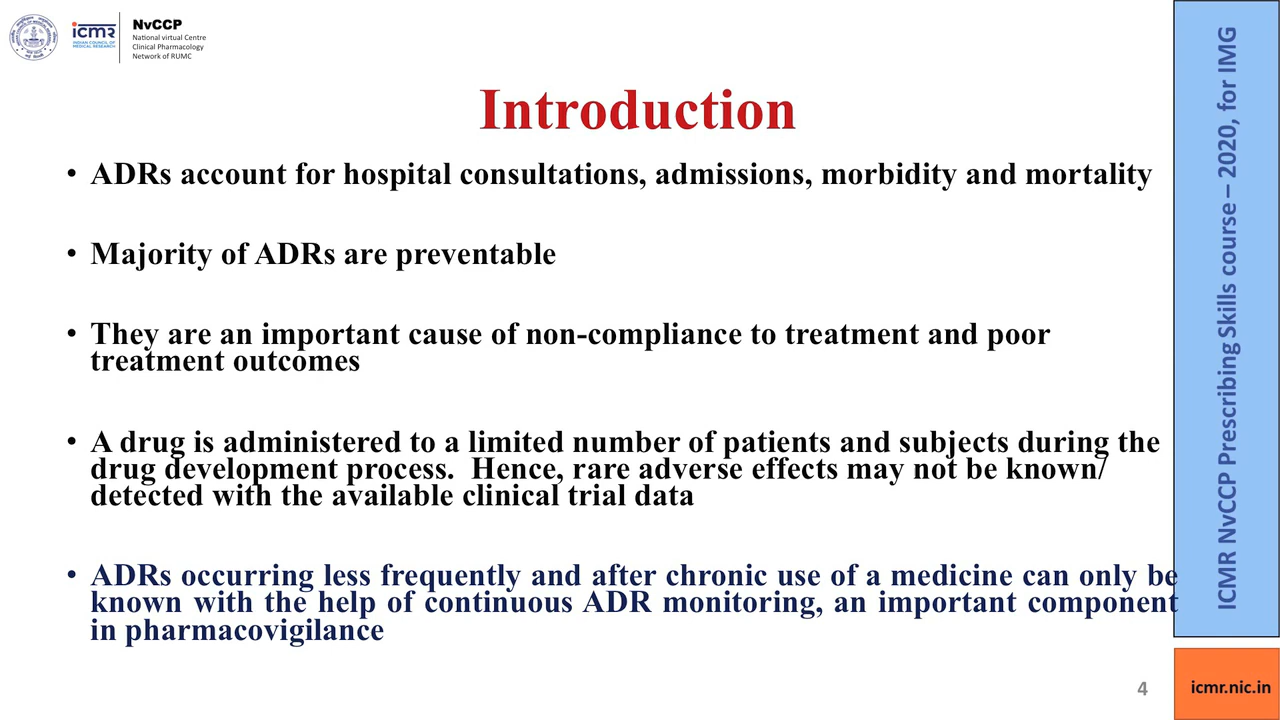 icmr
INDIAN COUNCIL OF
MEDICAL RESEARCH
NvCCP
National virtual Centre
Clinical Pharmacology
Network of RUMC
Introduction
• ADRs account for hospital consultations, admissions, morbidity and mortality
• Majority of ADRs are preventable
• They are an important cause of non-compliance to treatment and poor
treatment outcomes
• A drug is administered to a limited number of patients and subjects during the
drug development process.  Hence, rare adverse effects may not be known/
detected with the available clinical trial data
• ADRs occurring less frequently and after chronic use of a medicine can only be
known with the help of continuous ADR monitoring, an important component
in pharmacovigilance
ICMR NvCCP Prescribing Skills course – 2020, for IMG
4
icmr.nic.in